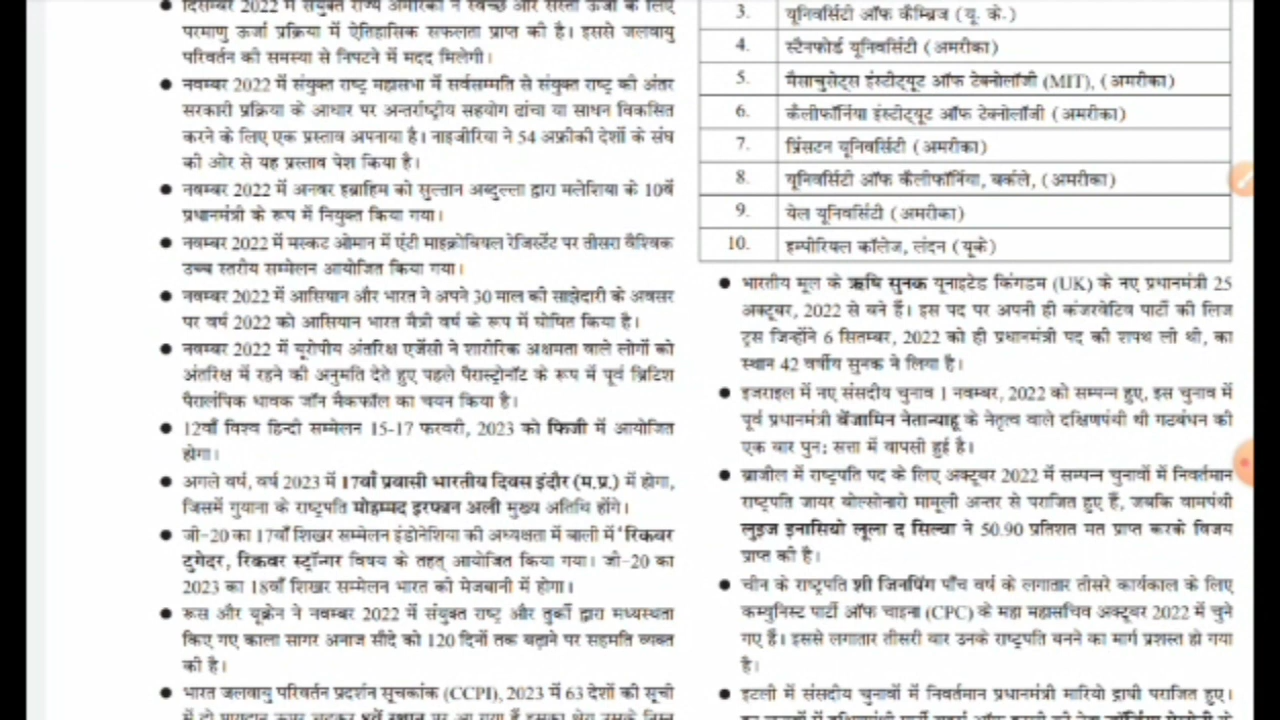 दिसम्बर 2022 में संयुक्त राज्य अमेरिका ने स्वच्छ और सस्ती ऊर्जा के लिए
परमाणु ऊर्जा प्रक्रिया में ऐतिहासिक सफलता प्राप्त की है। इससे जलवायु
परिवर्तन की समस्या से निपटने में मदद मिलेगी।
नवम्बर 2022 में संयुक्त राष्ट्र महासभा में सर्वसम्मति से संयुक्त राष्ट्र की अंतर
सरकारी प्रक्रिया के आधार पर अन्तर्राष्ट्रीय सहयोग ढांचा या साधन विकसित
करने के लिए एक प्रस्ताव अपनाया है। नाइजीरिया ने 54 अफ्रीकी देशों के संघ
की ओर से यह प्रस्ताव पेश किया है।
नवम्बर 2022 में अनवर इब्राहिम को सुल्तान अब्दुल्ला द्वारा मलेशिया के 10वें
प्रधानमंत्री के रूप में नियुक्त किया गया।
नवम्बर 2022 में मस्कट ओमान में एंटी माइक्रोबियल रेजिस्टेंट पर तीसरा वैश्विक
उच्च स्तरीय सम्मेलन आयोजित किया गया।
नवम्बर 2022 में आसियान और भारत ने अपने 30 माल की साझेदारी के अवसर
पर वर्ष 2022 को आसियान भारत मैत्री वर्ष के रूप में घोषित किया है।
नवम्बर 2022 में यूरोपीय अंतरिक्ष एजेंसी ने शारीरिक अक्षमता वाले लोगों को
अंतरिक्ष में रहने की अनुमति देते हुए पहले पैरास्ट्रोनॉट के रूप में पूर्व ब्रिटिश
पैरालंपिक धावक जॉन मैकफॉल का चयन किया है।
12वाँ विश्व हिन्दी सम्मेलन 15-17 फरवरी, 2023 को फिजी में आयोजित
होगा।
अगले वर्ष, वर्ष 2023 में 17वाँ प्रवासी भारतीय दिवस इंदौर (म.प्र.) में होगा,
जिसमें गुयाना के राष्ट्रपति मोहम्मद इरफान अली मुख्य अतिथि होंगे।
जी-20 का 17वाँ शिखर सम्मेलन इंडोनेशिया की अध्यक्षता में बाली में 'रिकवर
टुगेदर, रिकवर स्ट्रॉन्गर विषय के तहत् आयोजित किया गया। जी-20 का
2023 का 18वाँ शिखर सम्मेलन भारत की मेजबानी में होगा।
रूस और यूक्रेन ने नवम्बर 2022 में संयुक्त राष्ट्र और तुर्की द्वारा मध्यस्थता
किए गए काला सागर अनाज सौदे को 120 दिनों तक बढ़ाने पर सहमति व्यक्त
की है।
भारत जलवायु परिवर्तन प्रदर्शन सूचकांक (CCPI), 2023 में 63 देशों की सूची
3. यूनिवर्सिटी ऑफ कैम्ब्रिज (यू. के.)
4. स्टैनफोर्ड यूनिवर्सिटी (अमरीका)
5. मैसाचुसेट्स इंस्टीट्यूट ऑफ टेक्नोलॉजी (MIT), (अमरीका)
6. कैलीफॉर्निया इंस्टीट्यूट ऑफ टेक्नोलॉजी (अमरीका)
7. प्रिंसटन यूनिवर्सिटी (अमरीका)
8. यूनिवर्सिटी ऑफ कैलीफॉर्निया, बर्कले, (अमरीका)
9. येल यूनिवर्सिटी (अमरीका)
10. इम्पीरियल कॉलेज, लंदन (यूके)
भारतीय मूल के ऋषि सुनक यूनाइटेड किंगडम (UK) के नए प्रधानमंत्री 25
अक्टूबर, 2022 से बने हैं। इस पद पर अपनी ही कंजरवेटिव पार्टी की लिज
ट्रस जिन्होंने 6 सितम्बर, 2022 को ही प्रधानमंत्री पद की शपथ ली थी, का
स्थान 42 वर्षीय सुनक ने लिया है।
इजराइल में नए संसदीय चुनाव 1 नवम्बर, 2022 को सम्पन्न हुए, इस चुनाव में
पूर्व प्रधानमंत्री बेंजामिन नेतान्याहू के नेतृत्व वाले दक्षिणपंथी थी गठबंधन की
एक बार पुन: सत्ता में वापसी हुई है।
ब्राजील में राष्ट्रपति पद के लिए अक्टूबर 2022 में सम्पन्न चुनावों में निवर्तमान
राष्ट्रपति जायर बोल्सोनारो मामूली अन्तर से पराजित हुए हैं, जबकि वामपंथी
लुइज इनासियो लूला द सिल्वा ने 50.90 प्रतिशत मत प्राप्त करके विजय
प्राप्त की है।
चीन के राष्ट्रपति शी जिनपिंग पाँच वर्ष के लगातार तीसरे कार्यकाल के लिए
कम्युनिस्ट पार्टी ऑफ चाइना (CPC) के महा महासचिव अक्टूबर 2022 में चुने
गए हैं। इससे लगातार तीसरी बार उनके राष्ट्रपति बनने का मार्ग प्रशस्त हो गया
है।
इटली में संसदीय चुनावों में निवर्तमान प्रधानमंत्री मारियो द्राघी पराजित हुए।